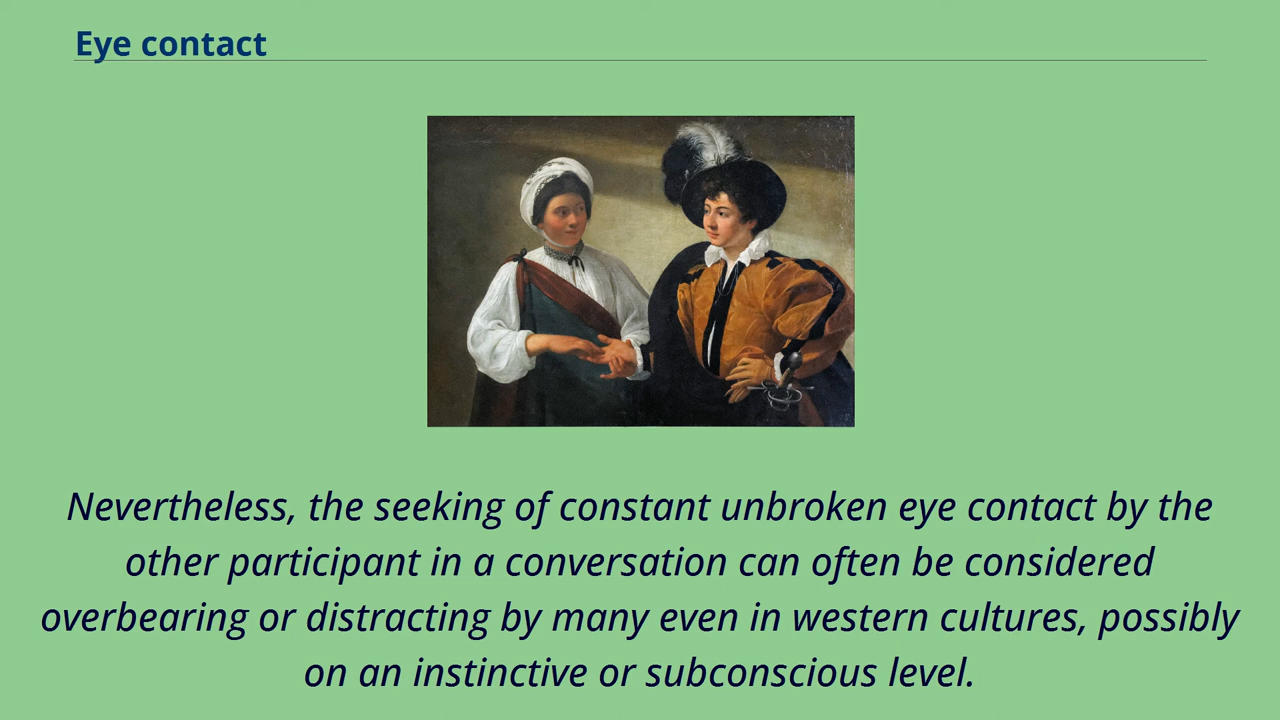 Eye contact
Nevertheless, the seeking of constant unbroken eye contact by the
other participant in a conversation can often be considered
overbearing or distracting by many even in western cultures, possibly
on an instinctive or subconscious level.